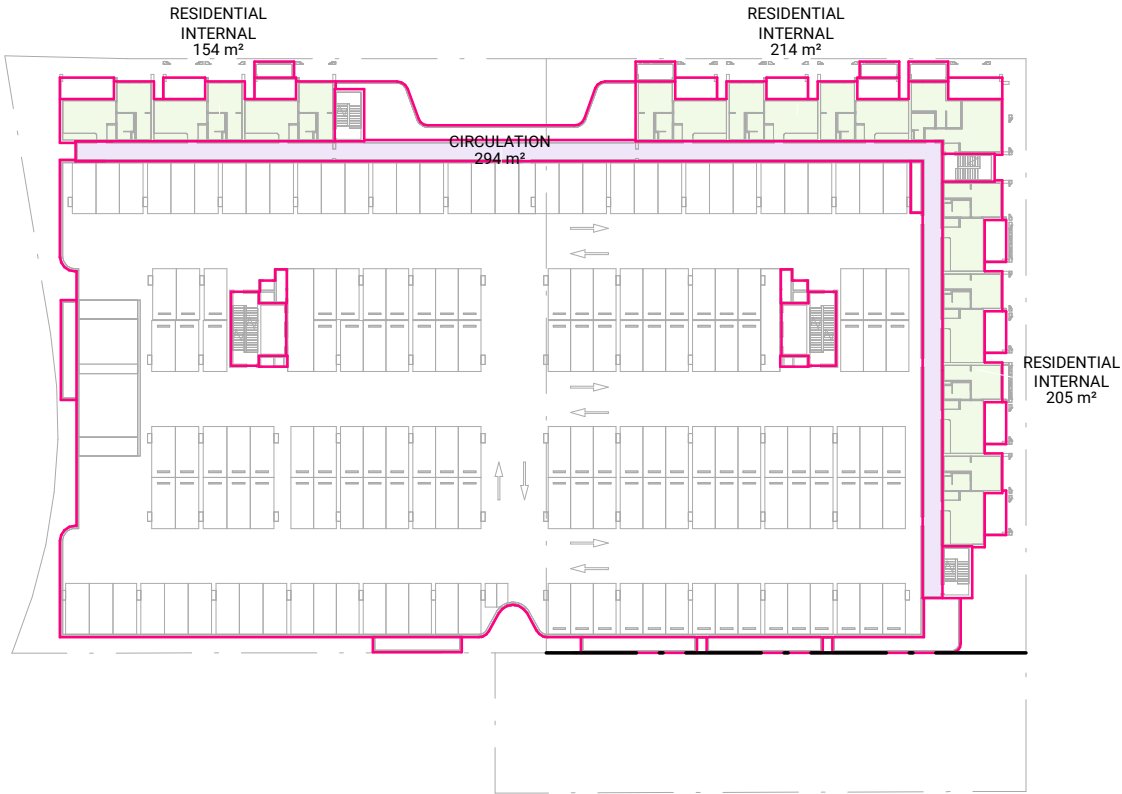 RESIDENTIAL
INTERNAL
154 m²
RESIDENTIAL
INTERNAL
214 m²
CIRCULATION
294 m²
RESIDENTIAL
INTERNAL
205 m²